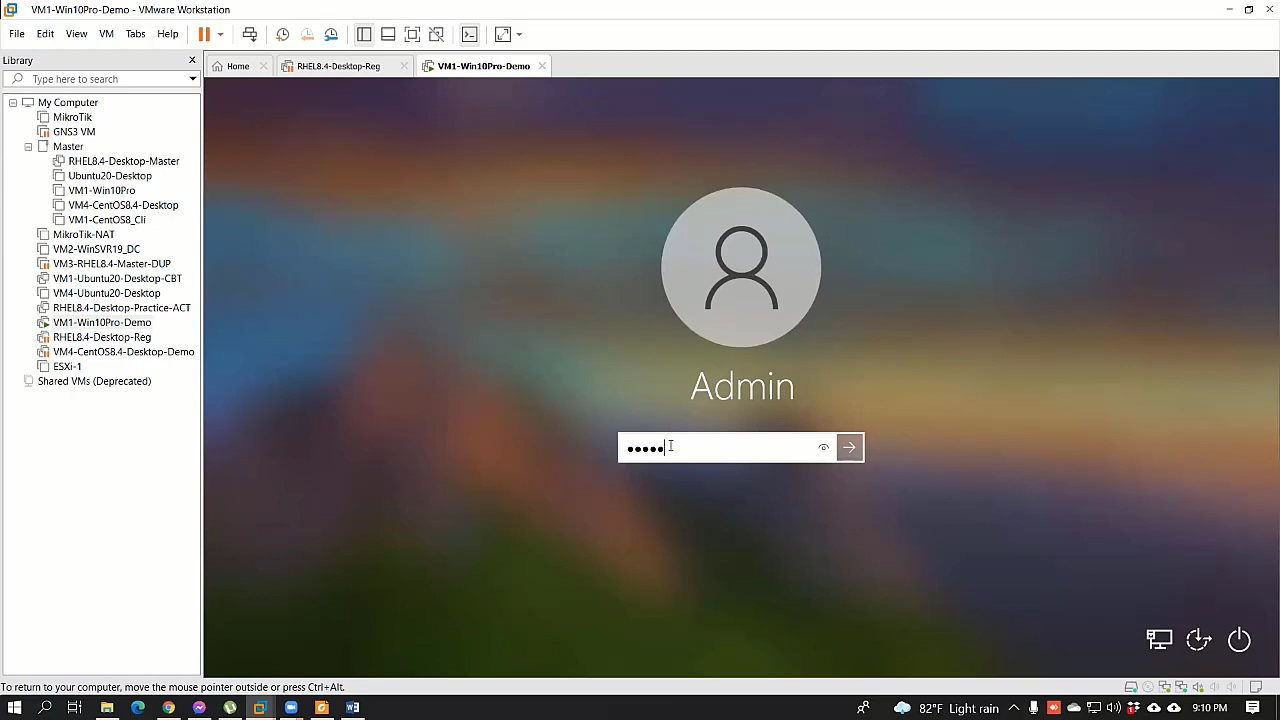 VM1-Win10Pro-Demo - VMware Workstation
File Edit View VM Tabs Help
Library
Type here to search
Home
RHEL8.4-Desktop-Reg
VM1-Win10Pro-Demo
My Computer
MikroTik
GNS3 VM
Master
RHEL8.4-Desktop-Master
Ubuntu20-Desktop
VM1-Win10Pro
VM4-CentOS8.4-Desktop
VM1-CentOS8_Cli
MikroTik-NAT
VM2-WinSVR19_DC
VM3-RHEL8.4-Master-DUP
VM1-Ubuntu20-Desktop-CBT
VM4-Ubuntu20-Desktop
RHEL8.4-Desktop-Practice-ACT
VM1-Win10Pro-Demo
RHEL8.4-Desktop-Reg
VM4-CentOS8.4-Desktop-Demo
ESXi-1
Shared VMs (Deprecated)
Admin
To return to your computer, move the mouse pointer outside or press Ctrl+Alt.
82°F Light rain
9:10 PM